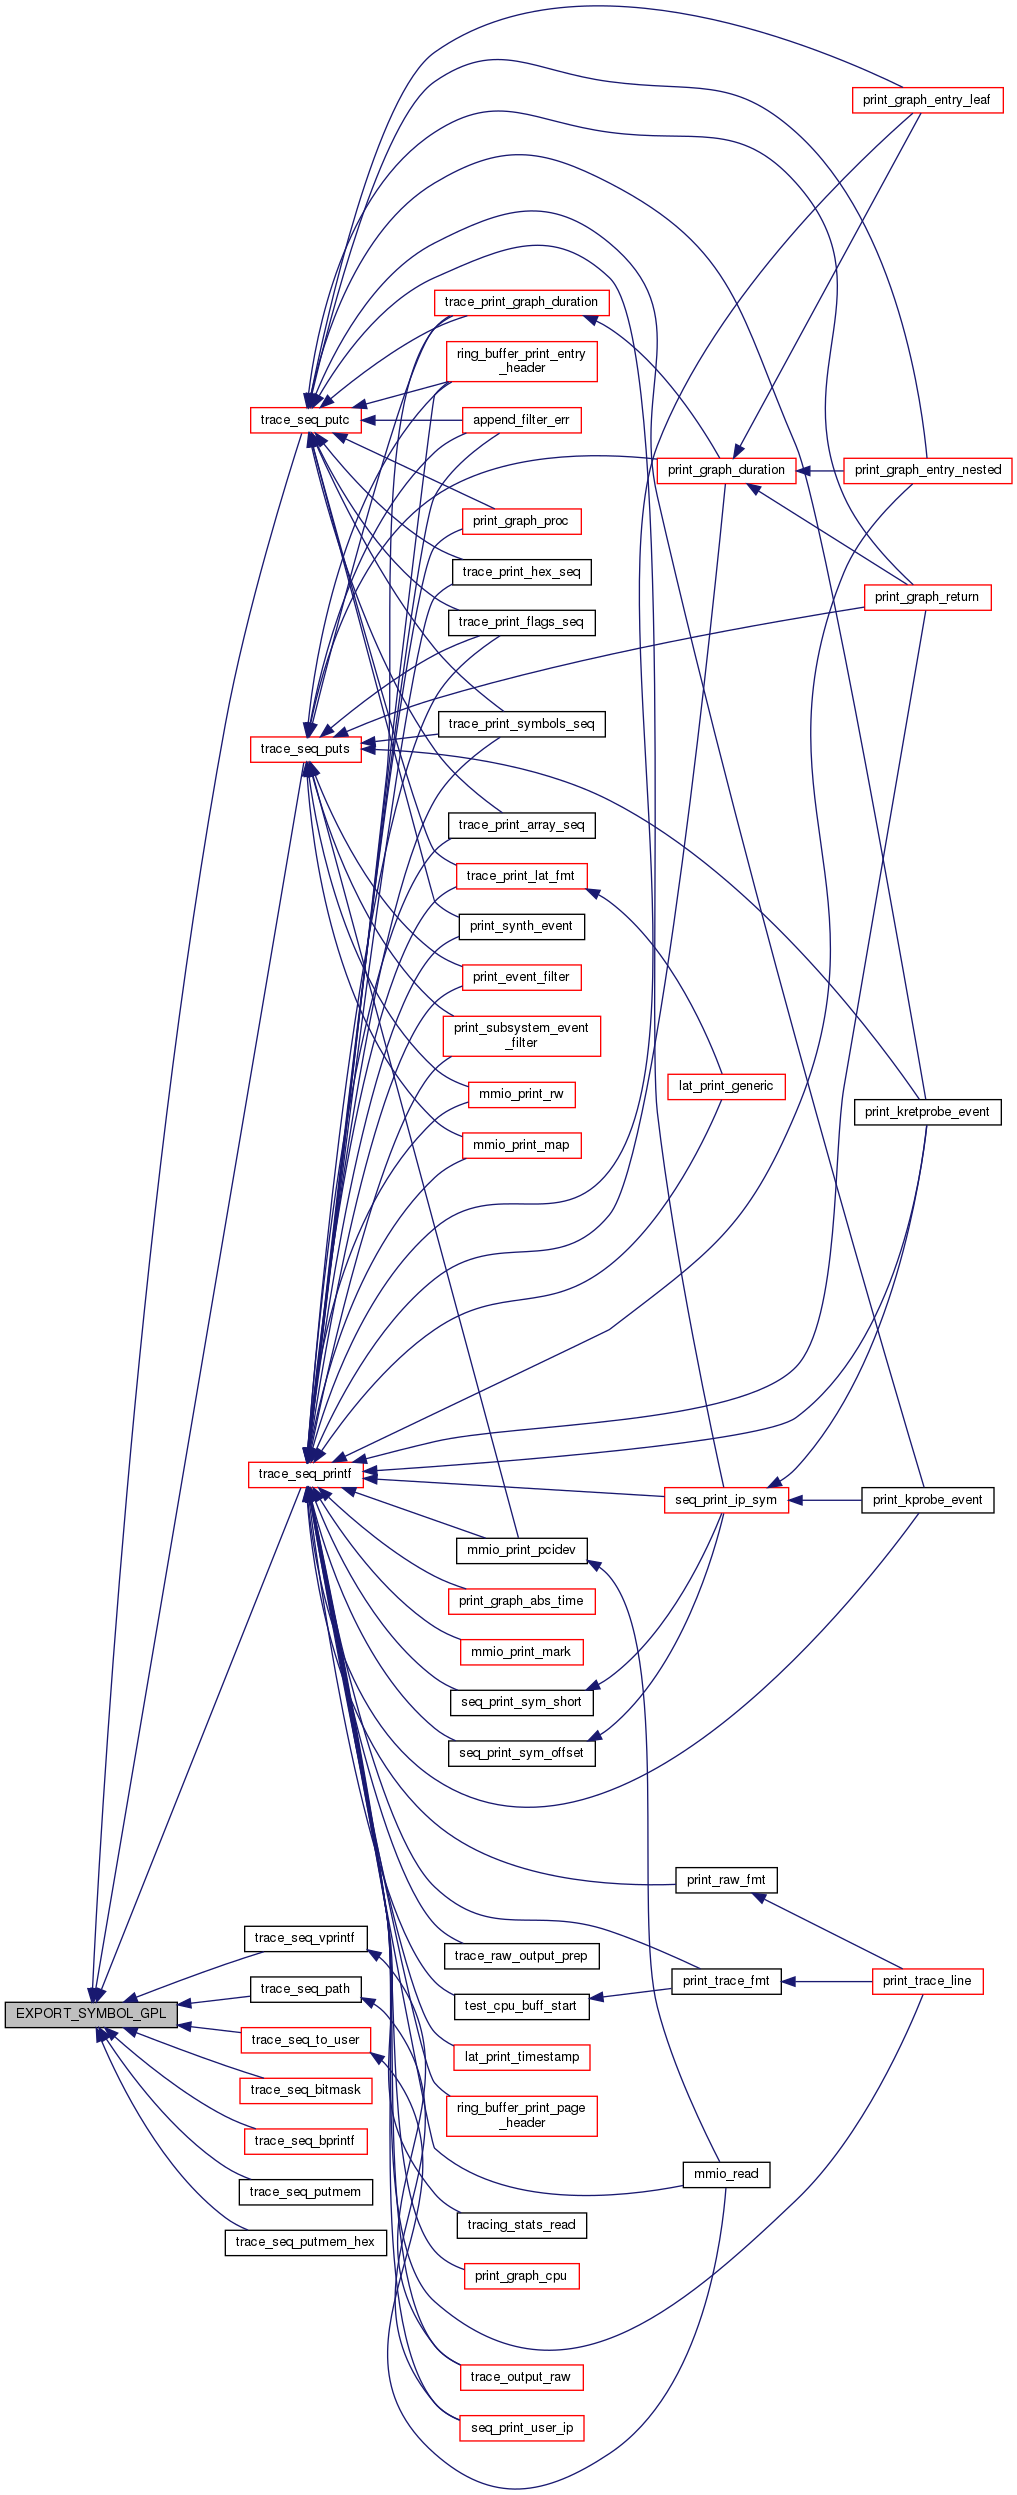 print_graph_entry_leaf
trace_print_graph_duration
ring_buffer_print_entry
_header
trace_seq_putc
append_filter_err
print_graph_duration
print_graph_entry_nested
print_graph_proc
trace_print_hex_seq
print_graph_return
trace_print_flags_seq
trace_print_symbols_seq
trace_seq_puts
trace_print_array_seq
trace_print_lat_fmt
print_synth_event
print_event_filter
print_subsystem_event
_filter
lat_print_generic
mmio_print_rw
print_kretprobe_event
mmio_print_map
trace_seq_printf
seq_print_ip_sym
print_kprobe_event
mmio_print_pcidev
print_graph_abs_time
mmio_print_mark
seq_print_sym_short
seq_print_sym_offset
print_raw_fmt
trace_seq_vprintf
trace_raw_output_prep
print_trace_fmt
print_trace_line
trace_seq_path
test_cpu_buff_start
EXPORT_SYMBOL_GPL
trace_seq_to_user
lat_print_timestamp
trace_seq_bitmask
ring_buffer_print_page
_header
trace_seq_bprintf
mmio_read
trace_seq_putmem
tracing_stats_read
trace_seq_putmem_hex
print_graph_cpu
trace_output_raw
seq_print_user_ip